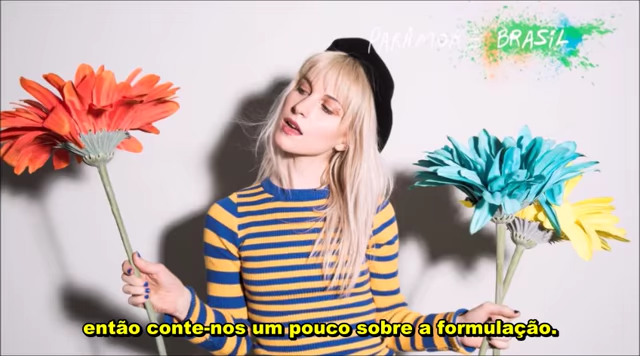 PARAMORE BRASIL
então conte-nos um pouco sobre a formulação.